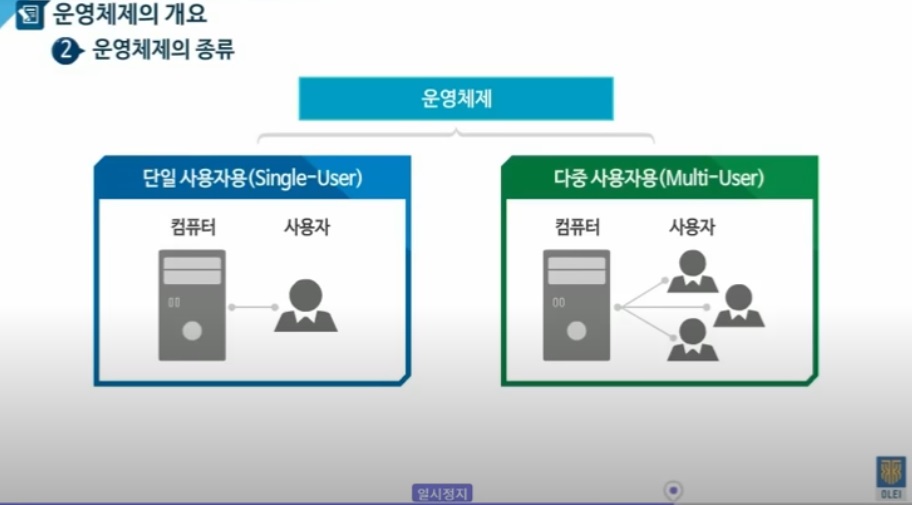 운영체제의 개요
2 운영체제의 종류
운영체제
단일 사용자용(Single-User)
컴퓨터 사용자
다중 사용자용(Multi-User)
컴퓨터 사용자
일시정지
OLEI